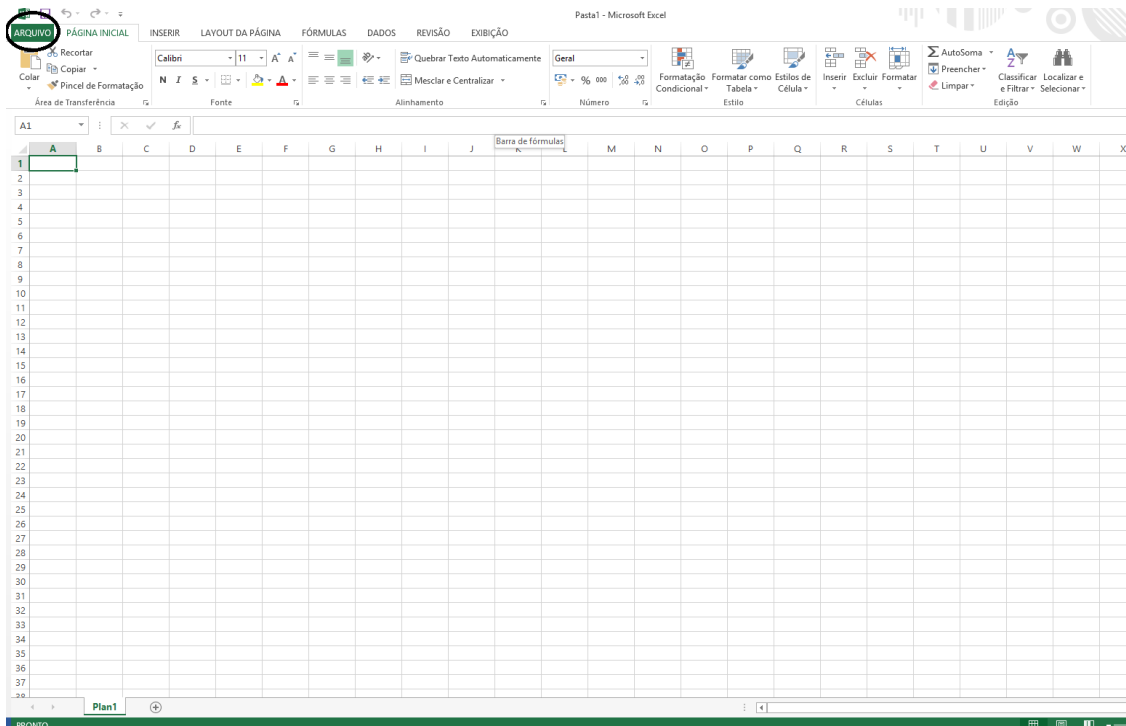 Pasta1 - Microsoft Excel
ARQUIVO PÁGINA INICIAL INSERIR LAYOUT DA PÁGINA FÓRMULAS DADOS REVISÃO EXIBIÇÃO
Colar
Recortar
Copiar
Pincel de Formatação
Área de Transferência
Calibri 11
N I S
Fonte
Quebrar Texto Automaticamente
Mesclar e Centralizar
Alinhamento
Geral
% 000
Número
Formatação Condicional
Formatar como Tabela
Estilos de Célula
Estilo
Inserir Excluir Formatar
Células
AutoSoma
Preencher
Limpar
Classificar e Filtrar
Localizar e Selecionar
Edição
A1 fx
Barra de fórmulas
A B C D E F G H I J K L M N O P Q R S T U V W X
1
2
3
4
5
6
7
8
9
10
11
12
13
14
15
16
17
18
19
20
21
22
23
24
25
26
27
28
29
30
31
32
33
34
35
36
37
38
Plan1
PRONTO